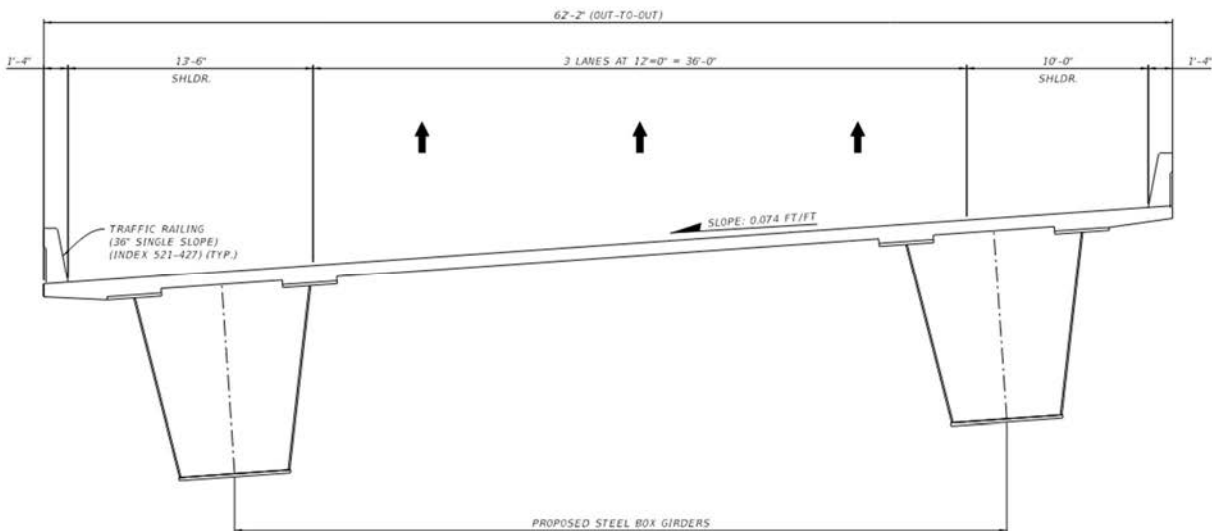 62'-2" (OUT-TO-OUT)
1'-4"
13'-6"
SHLDR.
3 LANES AT 12'=0" = 36'-0"
10'-0"
SHLDR.
1'-4"
SLOPE: 0.074 FT/FT
TRAFFIC RAILING
(36" SINGLE SLOPE)
(INDEX 521-427) (TYP.)
PROPOSED STEEL BOX GIRDERS